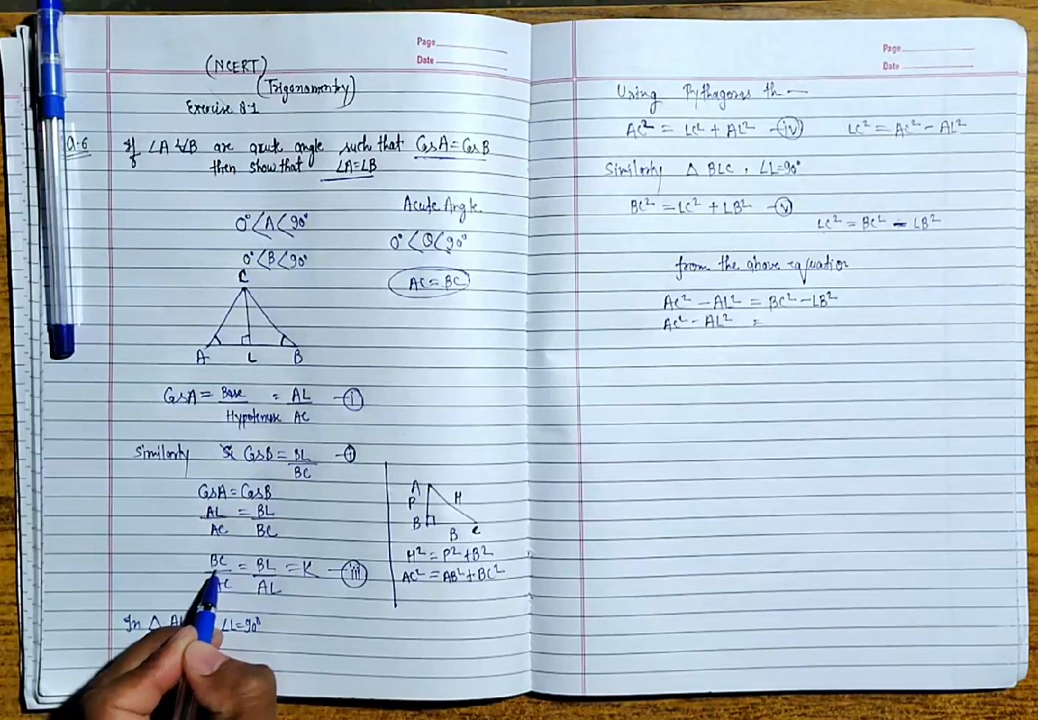 Page
Date
(NCERT)
(Trigonometry)
Exercise 8.1
Q-6 If ∠A & ∠B are acute angle such that CosA = CosB
then show that ∠A=∠B
Acute Angle
0° < A < 90°
0° < θ < 90°
0° < B < 90°
AC = BC
C
A L B
CosA = Base = AL —(i)
Hypotenuse AC
Similarly CosB = BL
BC
CosA = CosB
AL = BL
AC BC
BC = BL = K —(iii)
AC AL
In △ ∠L=90°
A
P H
B B C
H² = P² + B²
AC² = AB² + BC²
Page
Date
Using Pythagoras th —
AC² = LC² + AL² —(iv) LC² = AC² - AL²
Similarly △ BLC, ∠L=90°
BC² = LC² + LB² —(v)
LC² = BC² - LB²
from the above equation
AC² - AL² = BC² - LB²
AC² - AL² =